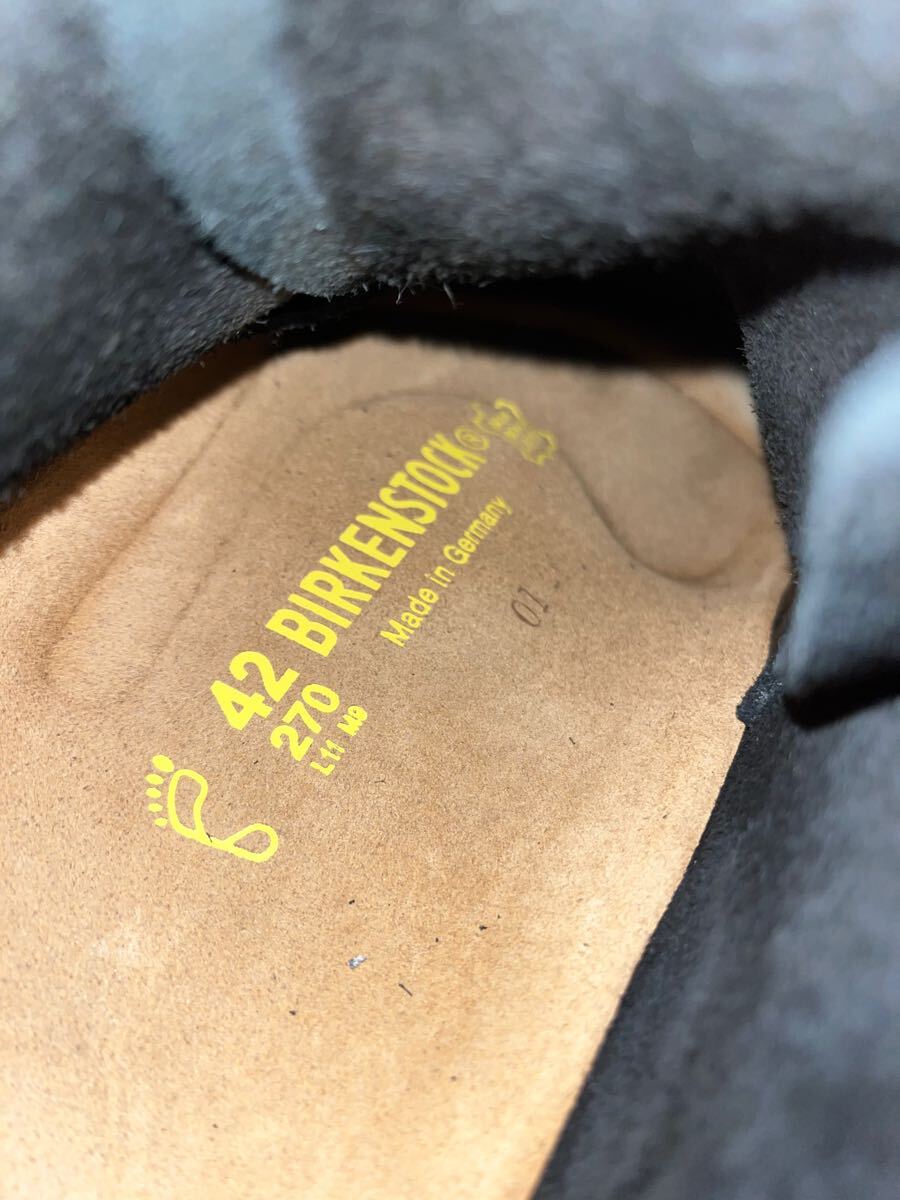 42 BIRKENSTOCK®
270 Made in Germany
L11 M9
01